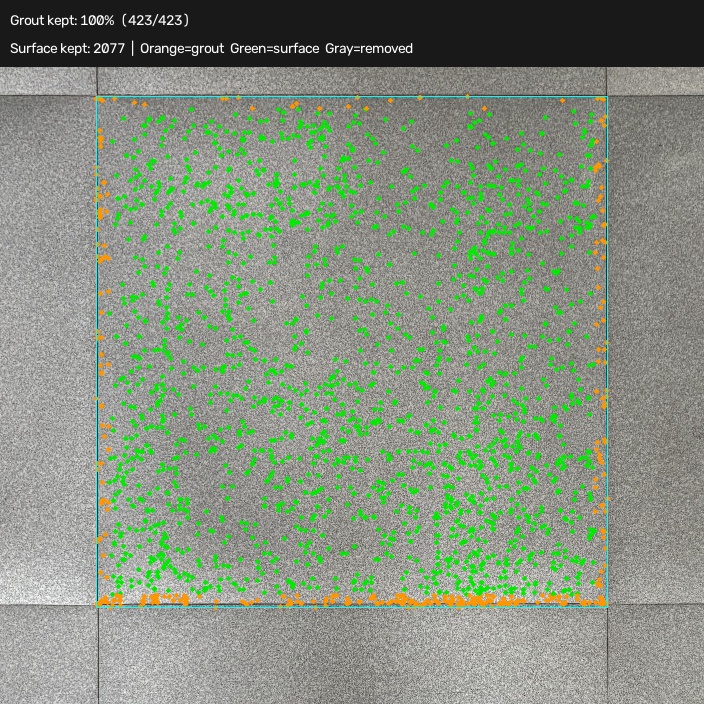 Grout kept: 100% (423/423)
Surface kept: 2077 | Orange=grout Green=surface Gray=removed